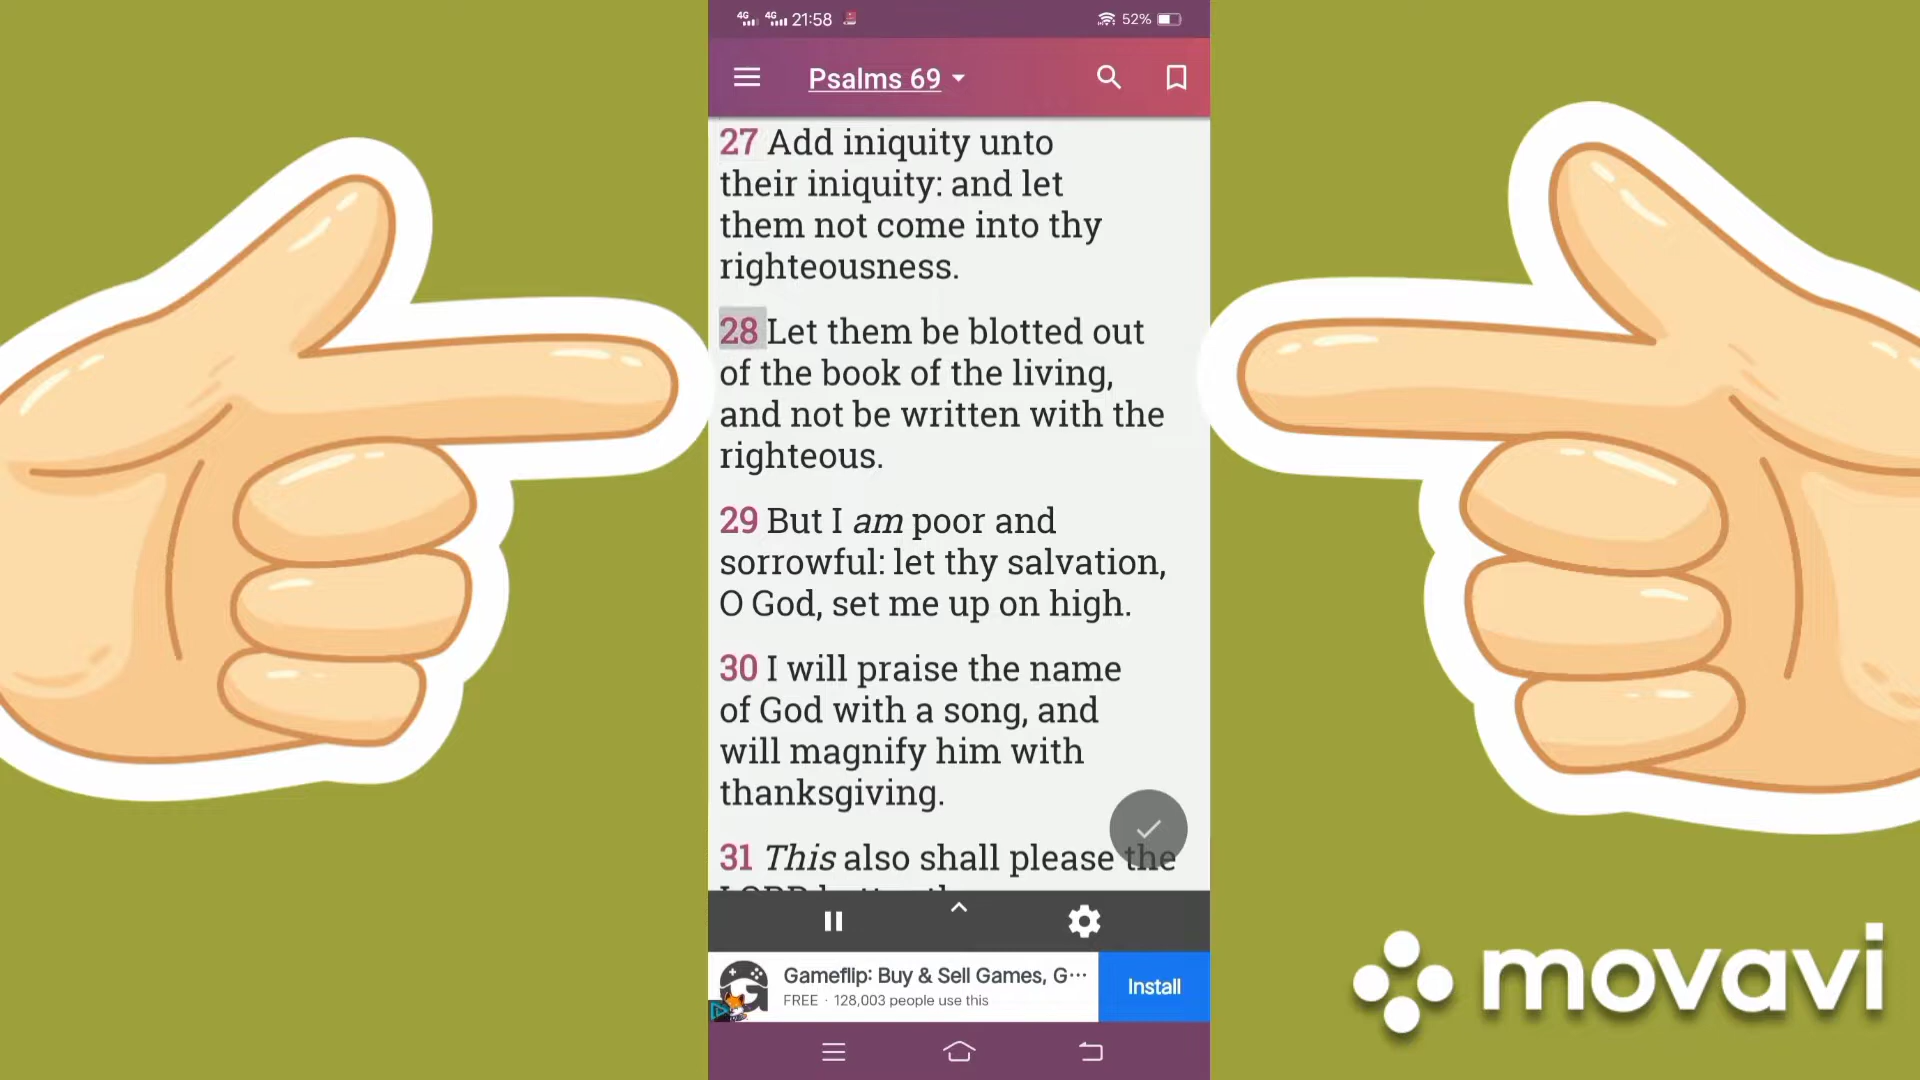 4G 4G 21:58 52%
Psalms 69
27 Add iniquity unto
their iniquity: and let
them not come into thy
righteousness.
28 Let them be blotted out
of the book of the living,
and not be written with the
righteous.
29 But I am poor and
sorrowful: let thy salvation,
O God, set me up on high.
30 I will praise the name
of God with a song, and
will magnify him with
thanksgiving.
31 This also shall please the
Gameflip: Buy & Sell Games, G...
FREE · 128,003 people use this
Install
movavi